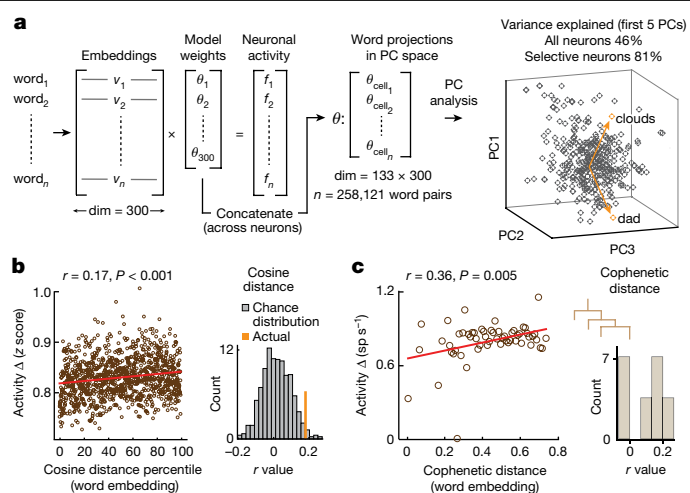 a
Embeddings
Model
weights
Neuronal
activity
Word projections
in PC space
Variance explained (first 5 PCs)
All neurons 46%
Selective neurons 81%
word1
word2
wordn
v1
v2
vn
×
θ1
θ2
θ300
=
f1
f2
fn
θ:
θcell1
θcell2
θcelln
PC
analysis
dim = 300
Concatenate
(across neurons)
dim = 133 × 300
n = 258,121 word pairs
clouds
dad
PC1
PC2
PC3
b
r = 0.17, P < 0.001
Activity Δ (z score)
1.0
0.9
0.8
0 20 40 60 80 100
Cosine distance percentile
(word embedding)
Cosine
distance
Chance
distribution
Actual
Count
12
0
−0.2 0 0.2
r value
c
r = 0.36, P = 0.005
Activity Δ (sp s−1)
1.2
0.6
0
0 0.2 0.4 0.6 0.8
Cophenetic distance
(word embedding)
Cophenetic
distance
Count
7
0
0 0.2
r value